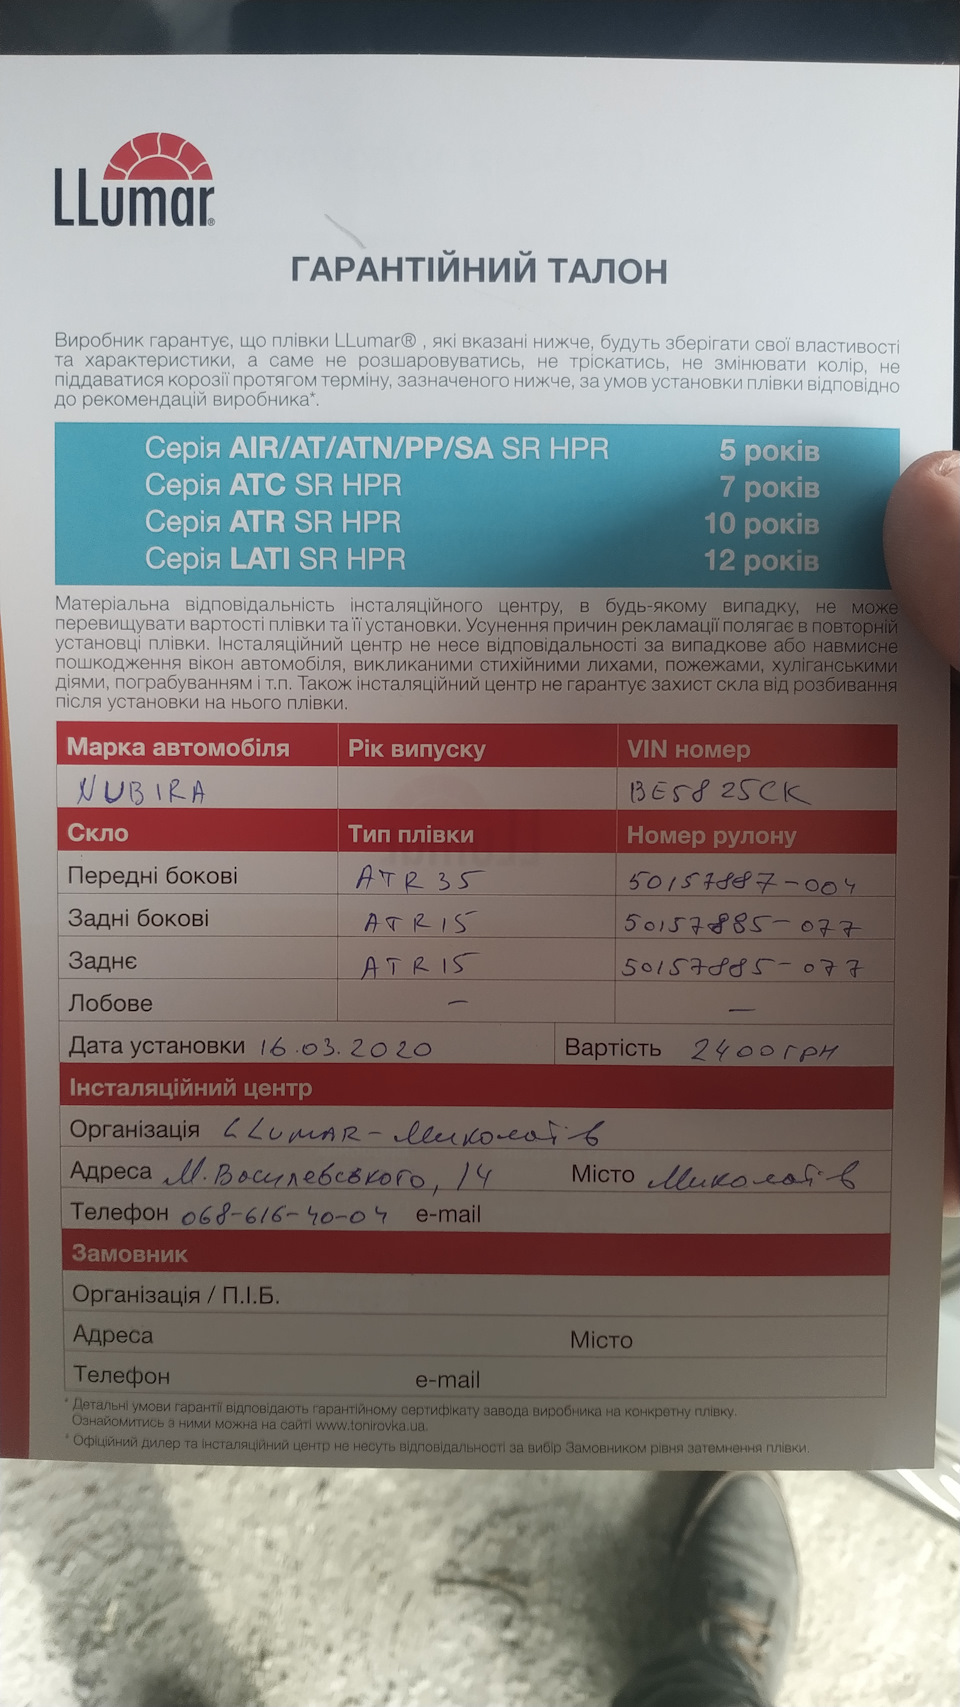 LLumar®
ГАРАНТІЙНИЙ ТАЛОН
Виробник гарантує, що плівки LLumar® , які вказані нижче, будуть зберігати свої властивості
та характеристики, а саме не розшаровуватись, не тріскатись, не змінювати колір, не
піддаватися корозії протягом терміну, зазначеного нижче, за умов установки плівки відповідно
до рекомендацій виробника*.
Серія AIR/AT/ATN/PP/SA SR HPR 5 років
Серія ATC SR HPR 7 років
Серія ATR SR HPR 10 років
Серія LATI SR HPR 12 років
Матеріальна відповідальність інсталяційного центру, в будь-якому випадку, не може
перевищувати вартості плівки та її установки. Усунення причин рекламації полягає в повторній
установці плівки. Інсталяційний центр не несе відповідальності за випадкове або навмисне
пошкодження вікон автомобіля, викликаними стихійними лихами, пожежами, хуліганськими
діями, пограбуванням і т.п. Також інсталяційний центр не гарантує захист скла від розбивання
після установки на нього плівки.
Марка автомобіля Рік випуску VIN номер
NUBIRA BE5825CK
Скло Тип плівки Номер рулону
Передні бокові ATR 35 50157887-004
Задні бокові ATR 15 50157885-077
Заднє ATR 15 50157885-077
Лобове – —
Дата установки 16.03.2020 Вартість 2400грн
Інсталяційний центр
Організація LLUMAR-Миколаїв
Адреса М.Василевського, 14 Місто Миколаїв
Телефон 068-616-40-04 e-mail
Замовник
Організація / П.І.Б.
Адреса Місто
Телефон e-mail
* Детальні умови гарантії відповідають гарантійному сертифікату завода виробника на конкретну плівку.
Ознайомитись з ними можна на сайті www.tonirovka.ua.
* Офіційний дилер та інсталяційний центр не несуть відповідальності за вибір Замовником рівня затемнення плівки.